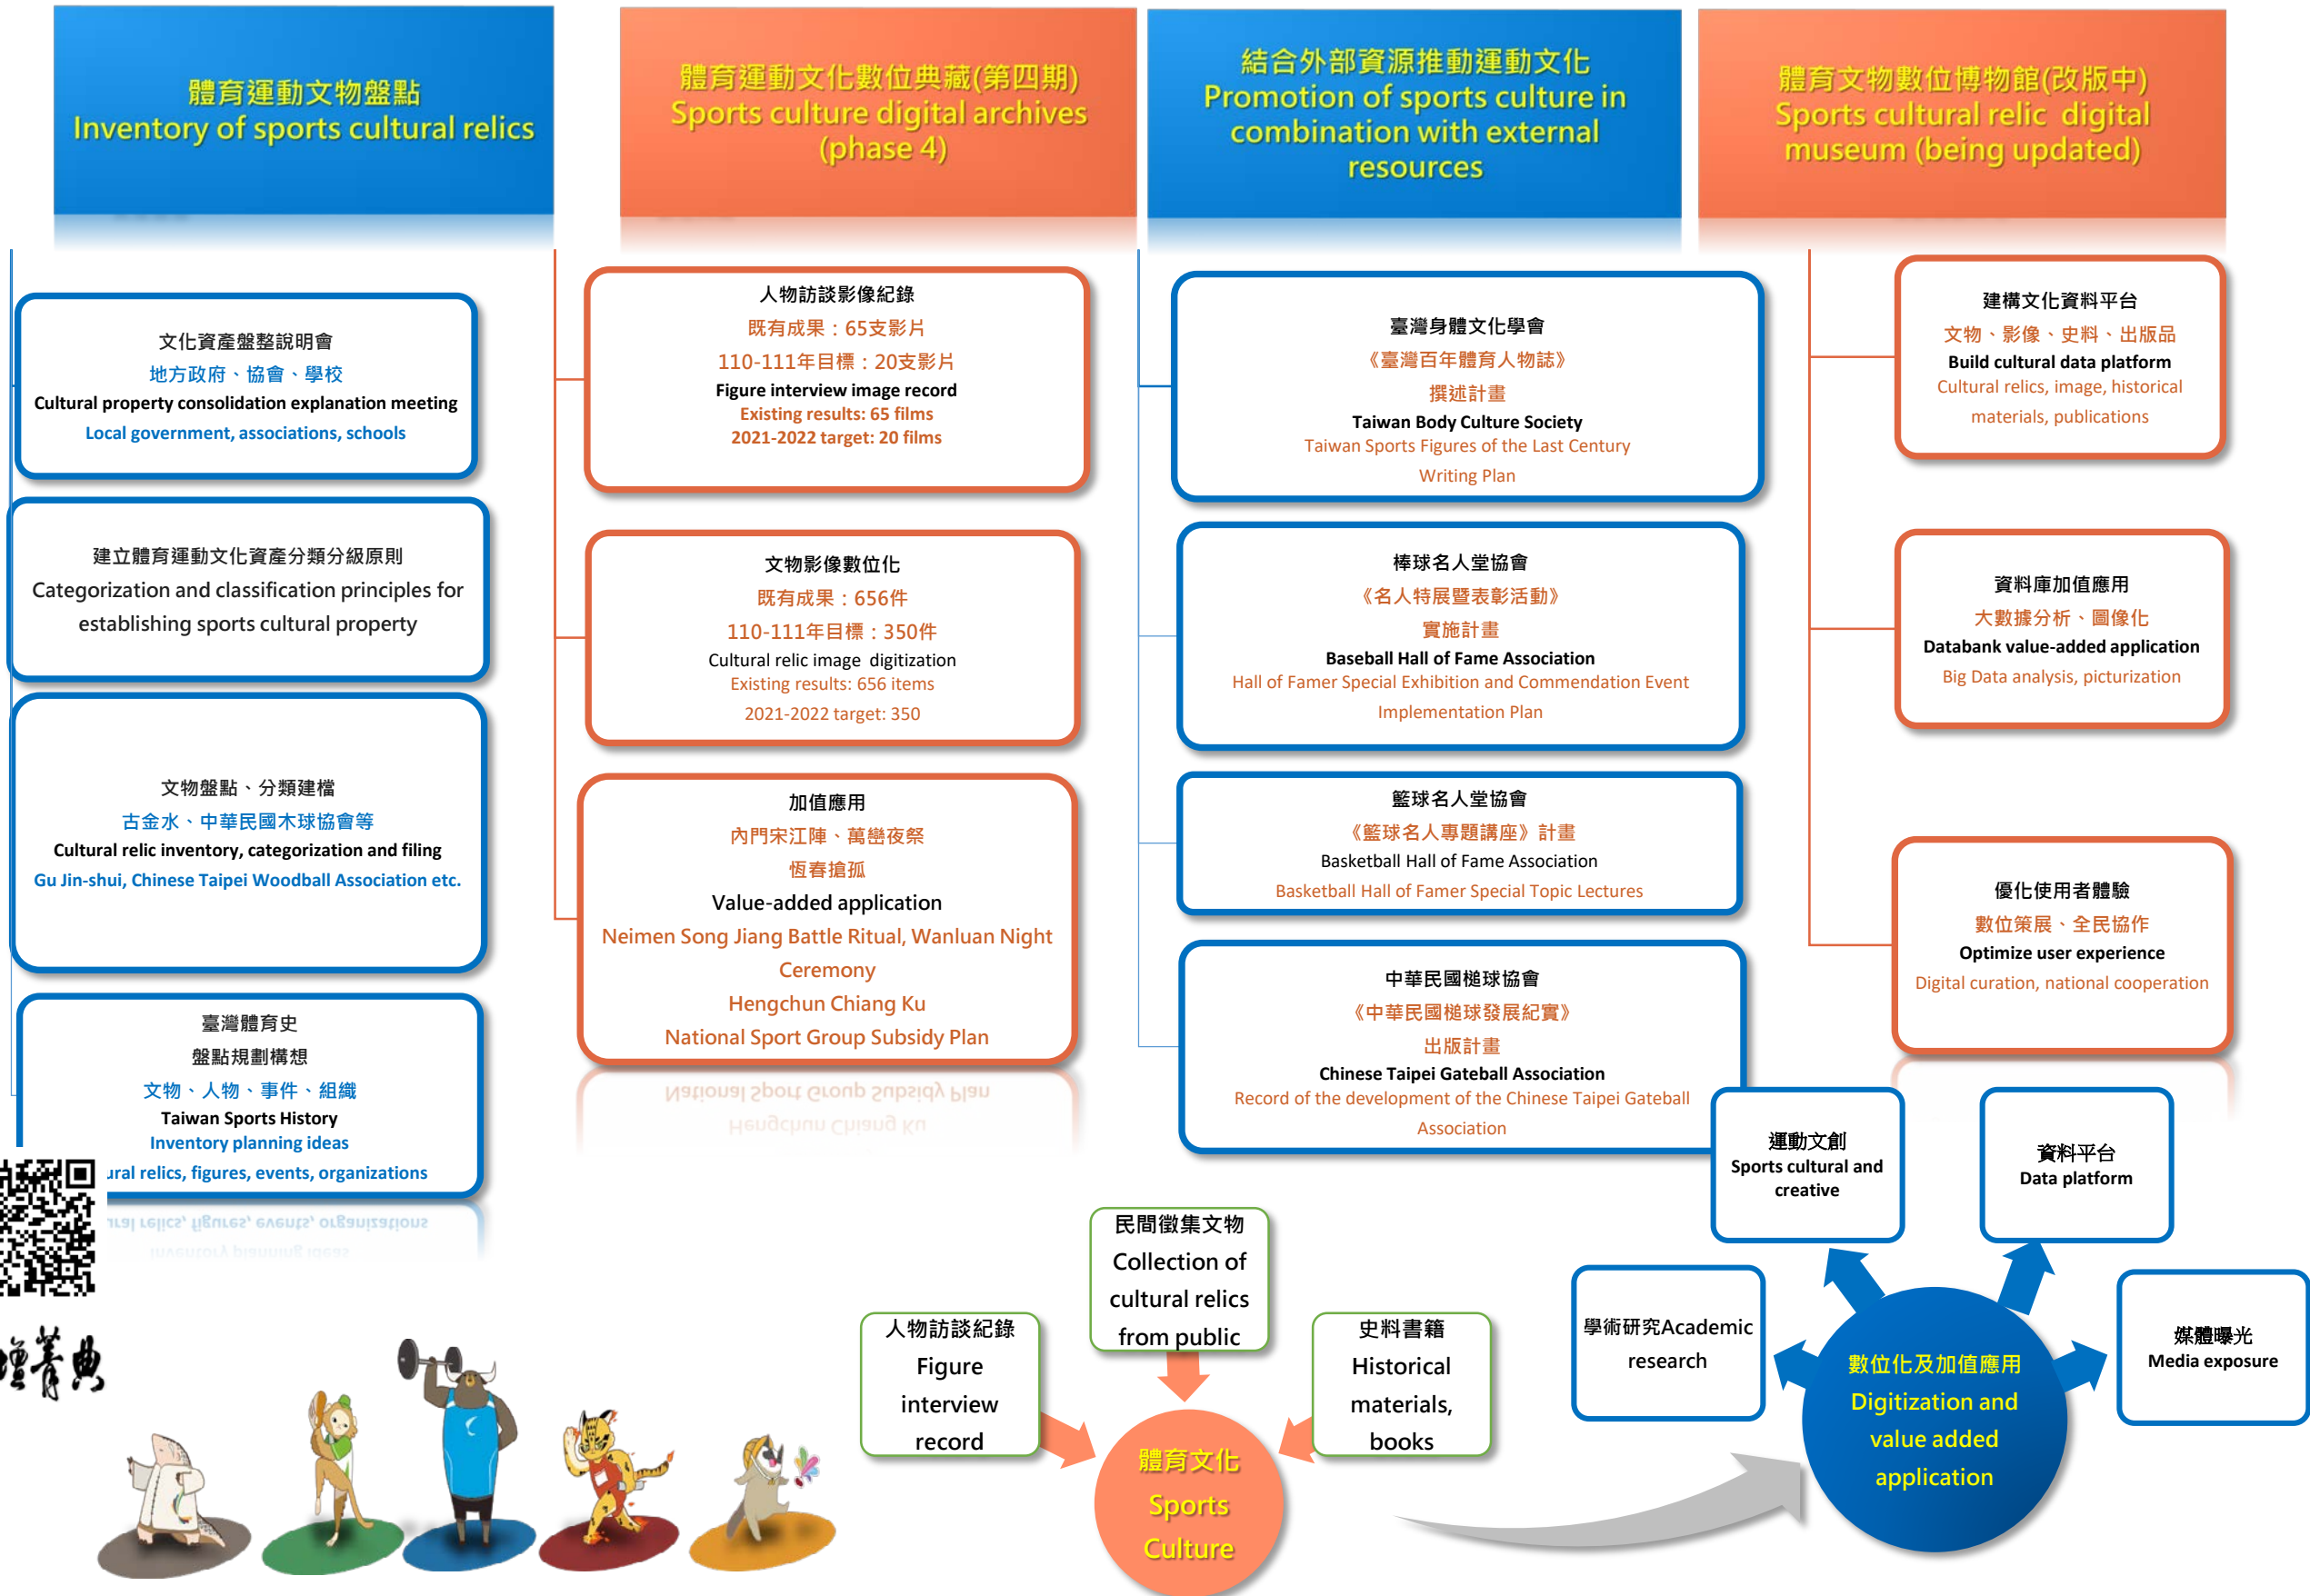 體育運動文物盤點
Inventory of sports cultural relics
文化資產盤整說明會
地方政府、協會、學校
Cultural property consolidation explanation meeting
Local government, associations, schools
建立體育運動文化資產分類分級原則
Categorization and classification principles for
establishing sports cultural property
文物盤點、分類建檔
古金水、中華民國木球協會等
Cultural relic inventory, categorization and filing
Gu Jin-shui, Chinese Taipei Woodball Association etc.
臺灣體育史
盤點規劃構想
文物、人物、事件、組織
Taiwan Sports History
Inventory planning ideas
relics, figures, events, organizations
體育運動文化數位典藏(第四期)
Sports culture digital archives
(phase 4)
人物訪談影像紀錄
既有成果：65支影片
110-111年目標：20支影片
Figure interview image record
Existing results: 65 films
2021-2022 target: 20 films
文物影像數位化
既有成果：656件
110-111年目標：350件
Cultural relic image digitization
Existing results: 656 items
2021-2022 target: 350
加值應用
內門宋江陣、萬巒夜祭
恆春搶孤
Value-added application
Neimen Song Jiang Battle Ritual, Wanluan Night
Ceremony
Hengchun Chiang Ku
National Sport Group Subsidy Plan
結合外部資源推動運動文化
Promotion of sports culture in
combination with external
resources
臺灣身體文化學會
《臺灣百年體育人物誌》
撰述計畫
Taiwan Body Culture Society
Taiwan Sports Figures of the Last Century
Writing Plan
棒球名人堂協會
《名人特展暨表彰活動》
實施計畫
Baseball Hall of Fame Association
Hall of Famer Special Exhibition and Commendation Event
Implementation Plan
籃球名人堂協會
《籃球名人專題講座》計畫
Basketball Hall of Fame Association
Basketball Hall of Famer Special Topic Lectures
中華民國槌球協會
《中華民國槌球發展紀實》
出版計畫
Chinese Taipei Gateball Association
Record of the development of the Chinese Taipei Gateball
Association
體育文物數位博物館(改版中)
Sports cultural relic digital
museum (being updated)
建構文化資料平台
文物、影像、史料、出版品
Build cultural data platform
Cultural relics, image, historical
materials, publications
資料庫加值應用
大數據分析、圖像化
Databank value-added application
Big Data analysis, picturization
優化使用者體驗
數位策展、全民協作
Optimize user experience
Digital curation, national cooperation
人物訪談紀錄
Figure
interview
record
民間徵集文物
Collection of
cultural relics
from public
史料書籍
Historical
materials,
books
體育文化
Sports
Culture
學術研究Academic
research
運動文創
Sports cultural and
creative
資料平台
Data platform
媒體曝光
Media exposure
數位化及加值應用
Digitization and
value added
application